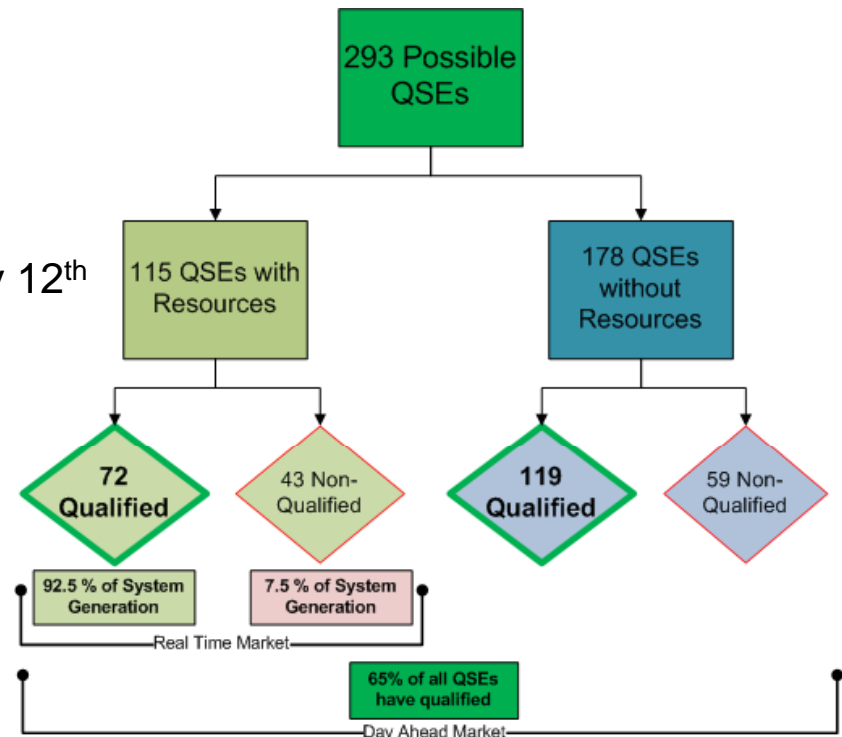 293 Possible
QSEs
12th
115 QSEs with
Resources
178 QSEs
without
Resources
72
Qualified
43 Non-
Qualified
119
Qualified
59 Non-
Qualified
92.5 % of System
Generation
7.5 % of System
Generation
Real Time Market
65% of all QSEs
have qualified
Day Ahead Market